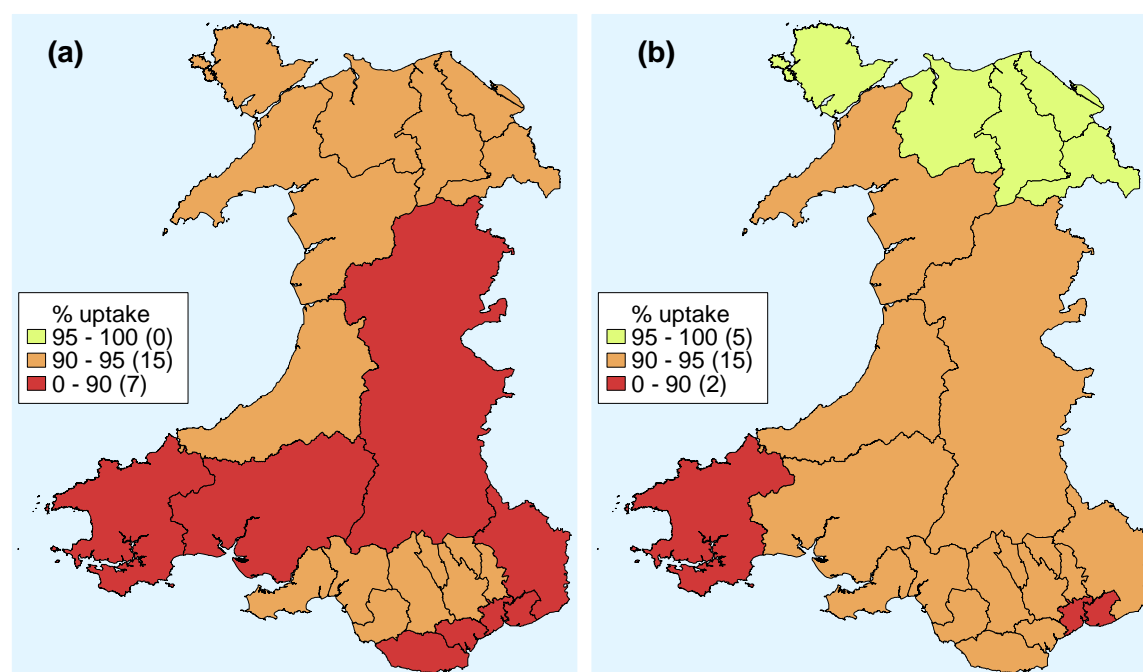 (a)
% uptake
95 - 100 (0)
90 - 95 (15)
0 - 90 (7)
(b)
% uptake
95 - 100 (5)
90 - 95 (15)
0 - 90 (2)